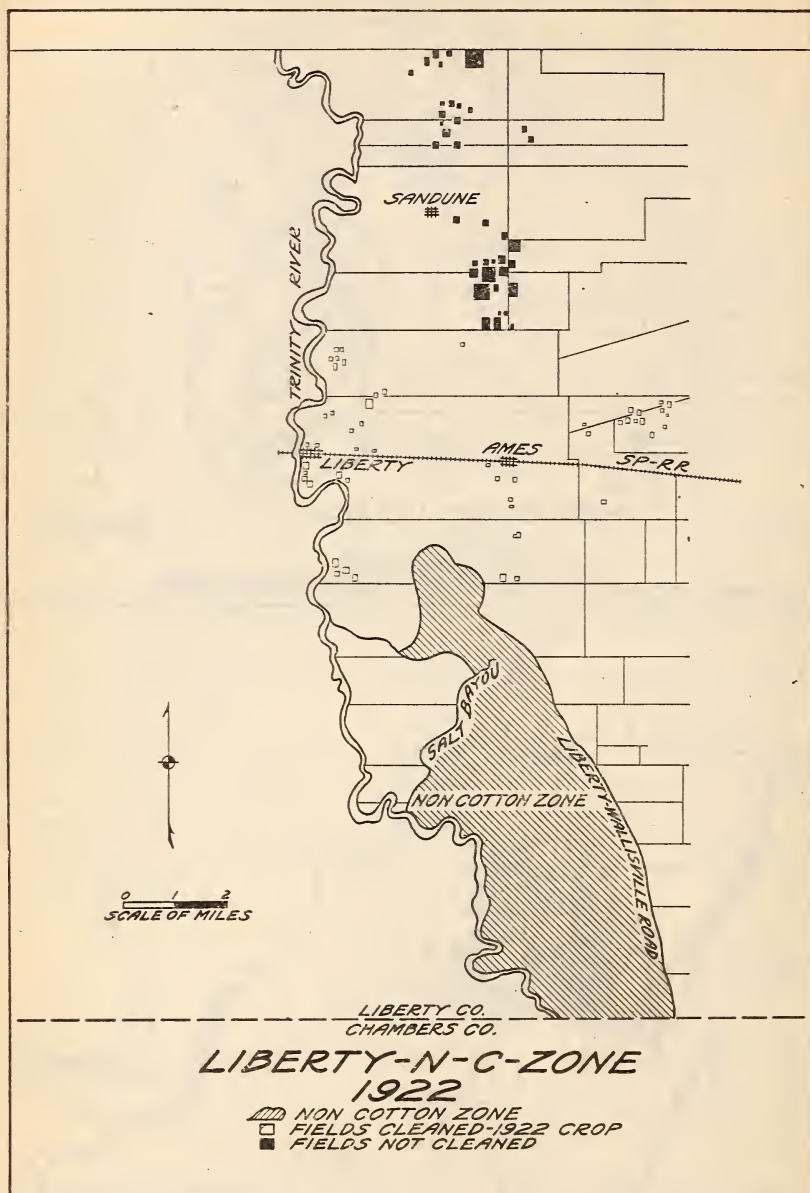 SANDUNE
TRINITY RIVER
LIBERTY
AMES
SP-RR
SALT BAYOU
NON COTTON ZONE
LIBERTY-WALLISVILLE ROAD
0 1 2
SCALE OF MILES
LIBERTY CO.
CHAMBERS CO.
LIBERTY-N-C-ZONE
1922
NON COTTON ZONE
FIELDS CLEANED-1922 CROP
FIELDS NOT CLEANED